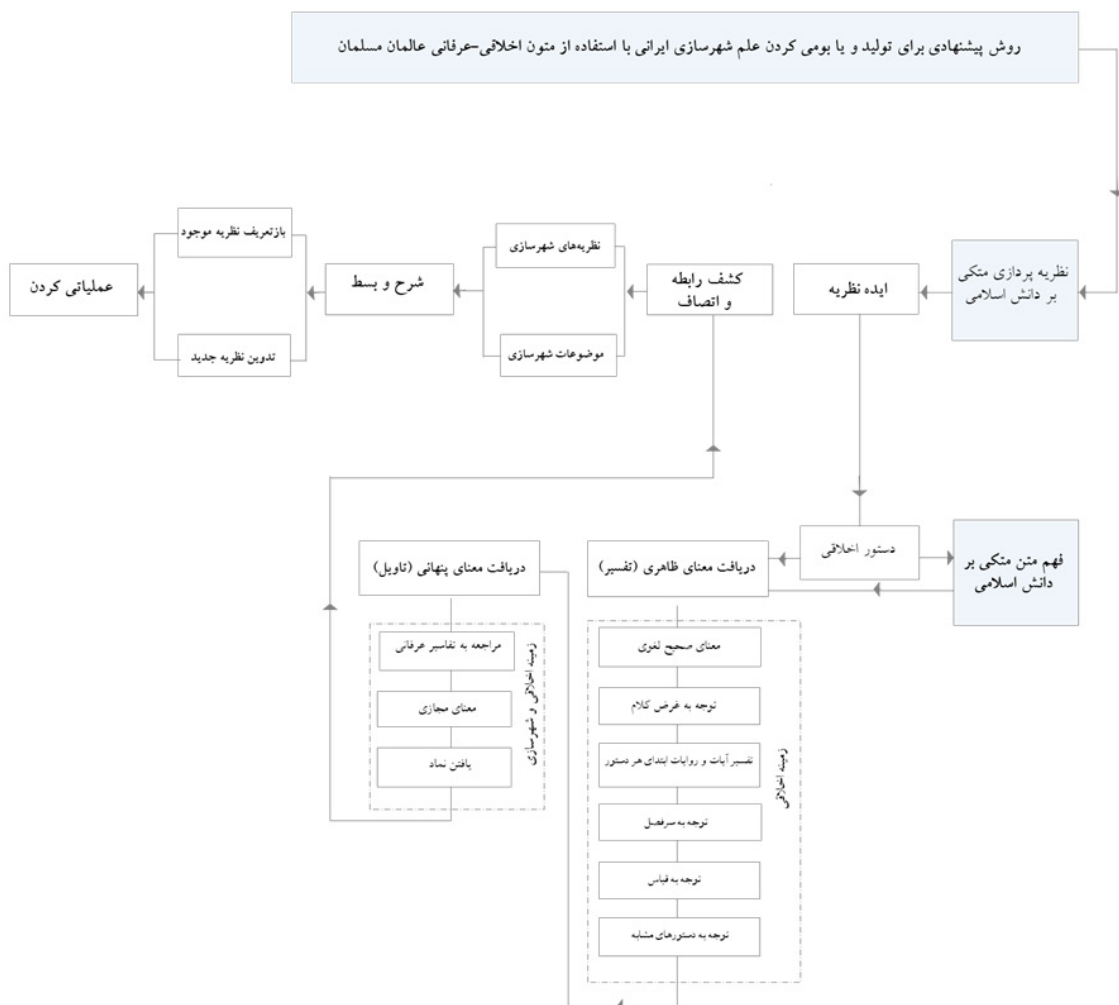 روش پیشنهادی برای تولید و یا بومی کردن علم شهرسازی ایرانی با استفاده از متون اخلاقی-عرفانی عالمان مسلمان
نظریه پردازی متکی
بر دانش اسلامی
ایده نظریه
کشف رابطه
و اتصاف
نظریه‌های شهرسازی
موضوعات شهرسازی
شرح و بسط
بازتعریف نظریه موجود
تدوین نظریه جدید
عملیاتی کردن
فهم متن متکی بر
دانش اسلامی
دستور اخلاقی
دریافت معنای ظاهری (تفسیر)
معنای صحیح لغوی
توجه به غرض کلام
تفسیر آیات و روایات ابتدای هر دستور
توجه به سرفصل
توجه به قیاس
توجه به دستورهای مشابه
زمینه اخلاقی
دریافت معنای پنهانی (تاویل)
مراجعه به تفاسیر عرفانی
معنای مجازی
یافتن نماد
زمینه اخلاقی و شهرسازی